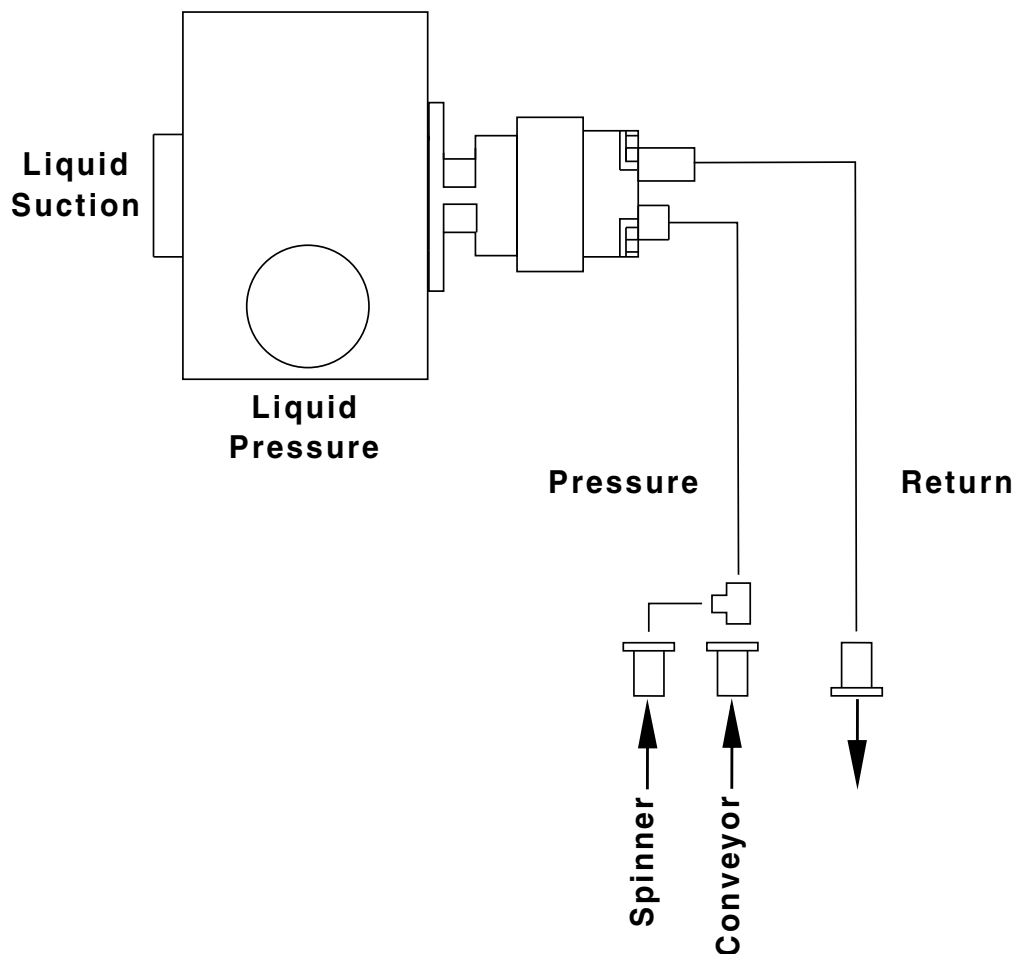 Liquid
Suction
Liquid
Pressure
Pressure
Return
Spinner
Conveyor